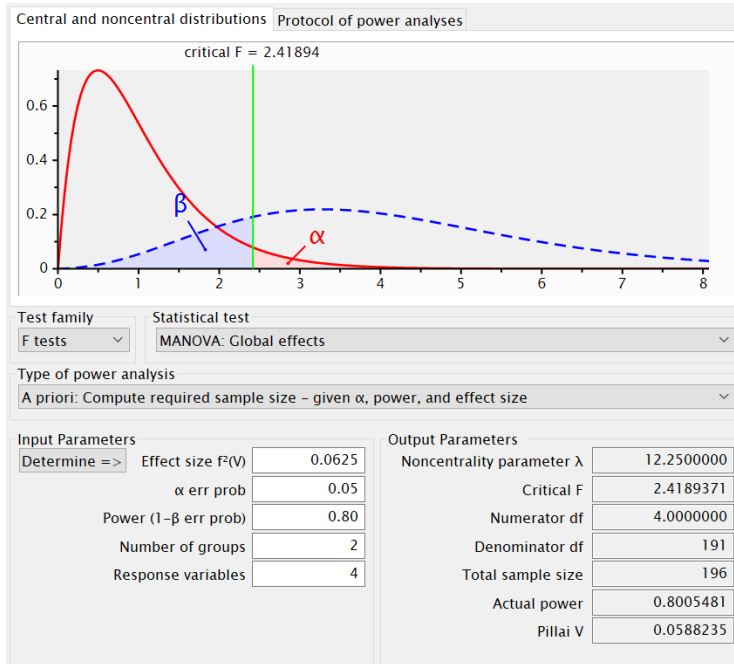 Central and noncentral distributions Protocol of power analyses
critical F = 2.41894
0.6
0.4
β
0.2
α
0
0 1 2 3 4 5 6 7 8
Test family Statistical test
F tests MANOVA: Global effects
Type of power analysis
A priori: Compute required sample size – given α, power, and effect size
Input Parameters
Determine => Effect size f²(V) 0.0625
α err prob 0.05
Power (1-β err prob) 0.80
Number of groups 2
Response variables 4
Output Parameters
Noncentrality parameter λ 12.2500000
Critical F 2.4189371
Numerator df 4.0000000
Denominator df 191
Total sample size 196
Actual power 0.8005481
Pillai V 0.0588235